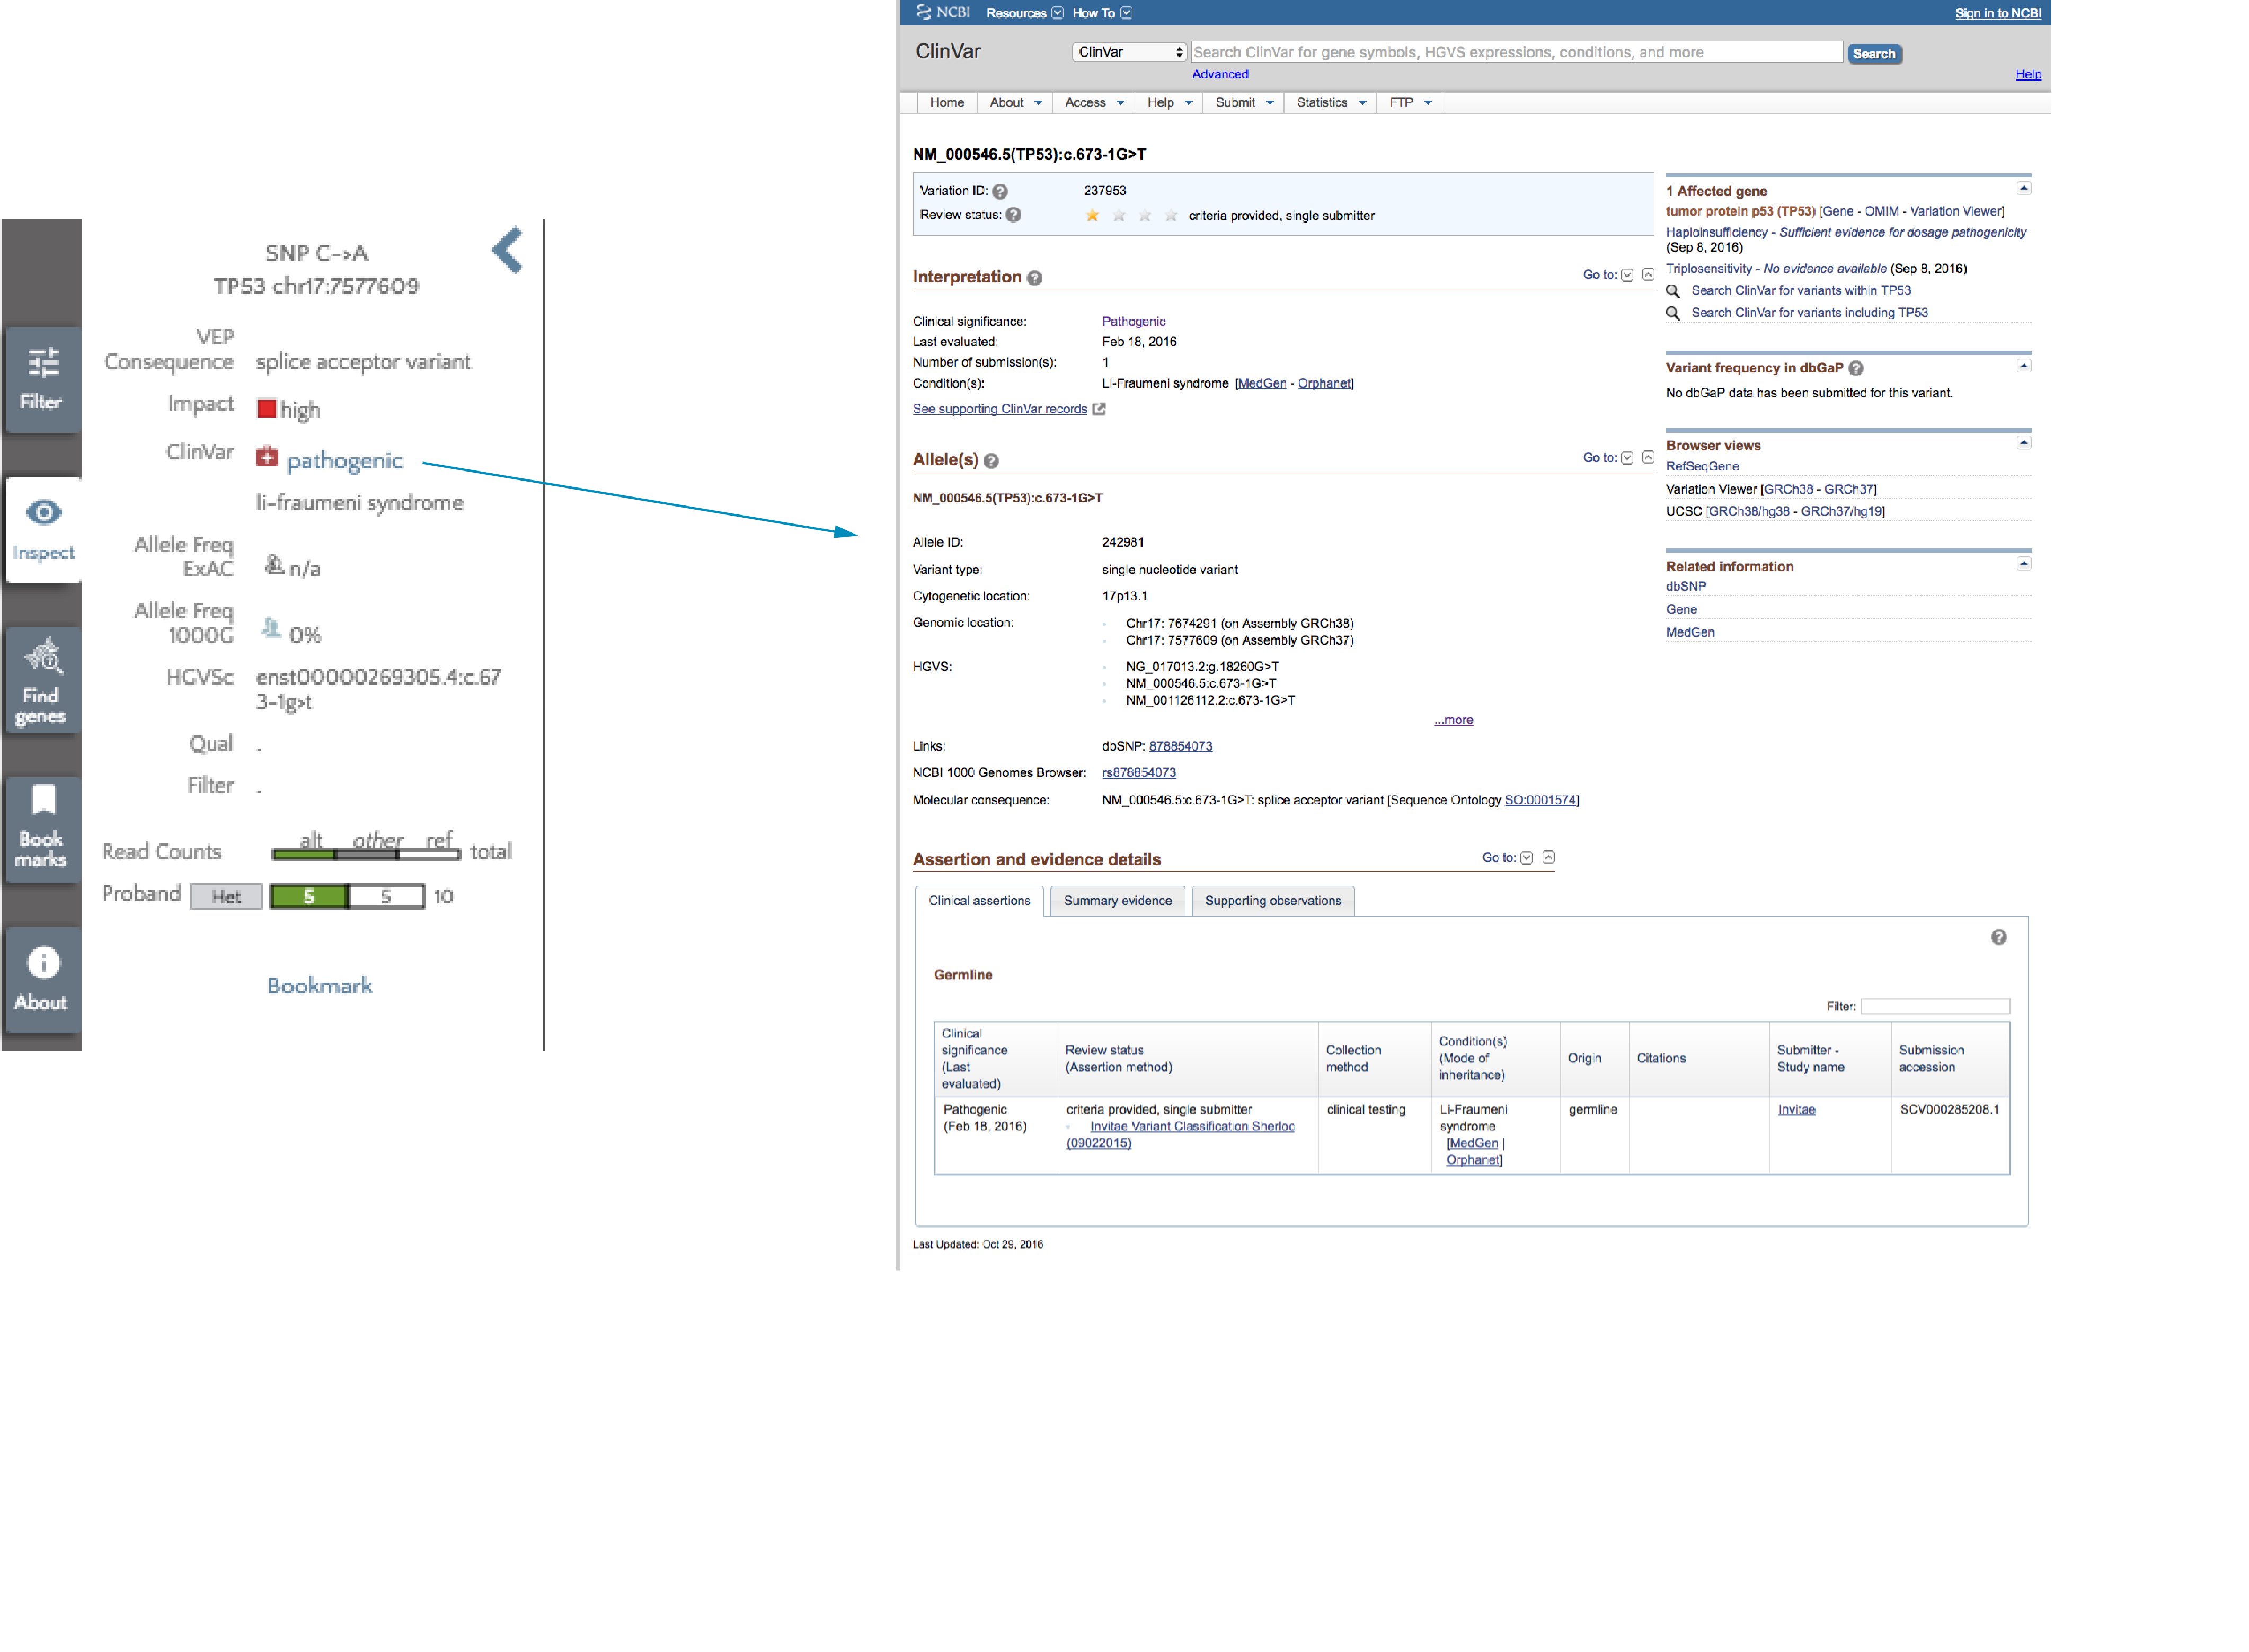 SNP C->A
TP53 chr17:7577609
VEP
Consequence splice acceptor variant
Impact high
ClinVar pathogenic
li-fraumeni syndrome
Allele Freq
ExAC n/a
Allele Freq
1000G 0%
HGVSc enst00000269305.4:c.67
3-1g>t
Qual .
Filter .
alt other ref
Read Counts total
Proband Het 5 5 10
Bookmark
Filter
Inspect
Find
genes
Book
marks
About
NCBI Resources How To Sign in to NCBI
ClinVar ClinVar Search ClinVar for gene symbols, HGVS expressions, conditions, and more Search
Advanced Help
Home About Access Help Submit Statistics FTP
NM_000546.5(TP53):c.673-1G>T
Variation ID: ? 237953
Review status: ? criteria provided, single submitter
Interpretation ? Go to:
Clinical significance: Pathogenic
Last evaluated: Feb 18, 2016
Number of submission(s): 1
Condition(s): Li-Fraumeni syndrome [MedGen - Orphanet]
See supporting ClinVar records
Allele(s) ? Go to:
NM_000546.5(TP53):c.673-1G>T
Allele ID: 242981
Variant type: single nucleotide variant
Cytogenetic location: 17p13.1
Genomic location: Chr17: 7674291 (on Assembly GRCh38)
Chr17: 7577609 (on Assembly GRCh37)
HGVS: NG_017013.2:g.18260G>T
NM_000546.5:c.673-1G>T
NM_001126112.2:c.673-1G>T
...more
Links: dbSNP: 878854073
NCBI 1000 Genomes Browser: rs878854073
Molecular consequence: NM_000546.5:c.673-1G>T: splice acceptor variant [Sequence Ontology SO:0001574]
1 Affected gene
tumor protein p53 (TP53) [Gene - OMIM - Variation Viewer]
Haploinsufficiency - Sufficient evidence for dosage pathogenicity
(Sep 8, 2016)
Triplosensitivity - No evidence available (Sep 8, 2016)
Search ClinVar for variants within TP53
Search ClinVar for variants including TP53
Variant frequency in dbGaP ?
No dbGaP data has been submitted for this variant.
Browser views
RefSeqGene
Variation Viewer [GRCh38 - GRCh37]
UCSC [GRCh38/hg38 - GRCh37/hg19]
Related information
dbSNP
Gene
MedGen
Assertion and evidence details Go to:
Clinical assertions Summary evidence Supporting observations
?
Germline
Filter:
Clinical
significance
(Last
evaluated)
Review status
(Assertion method)
Collection
method
Condition(s)
(Mode of
inheritance)
Origin
Citations
Submitter -
Study name
Submission
accession
Pathogenic
(Feb 18, 2016)
criteria provided, single submitter
Invitae Variant Classification Sherloc
(09022015)
clinical testing
Li-Fraumeni
syndrome
[MedGen |
Orphanet]
germline
Invitae
SCV000285208.1
Last Updated: Oct 29, 2016